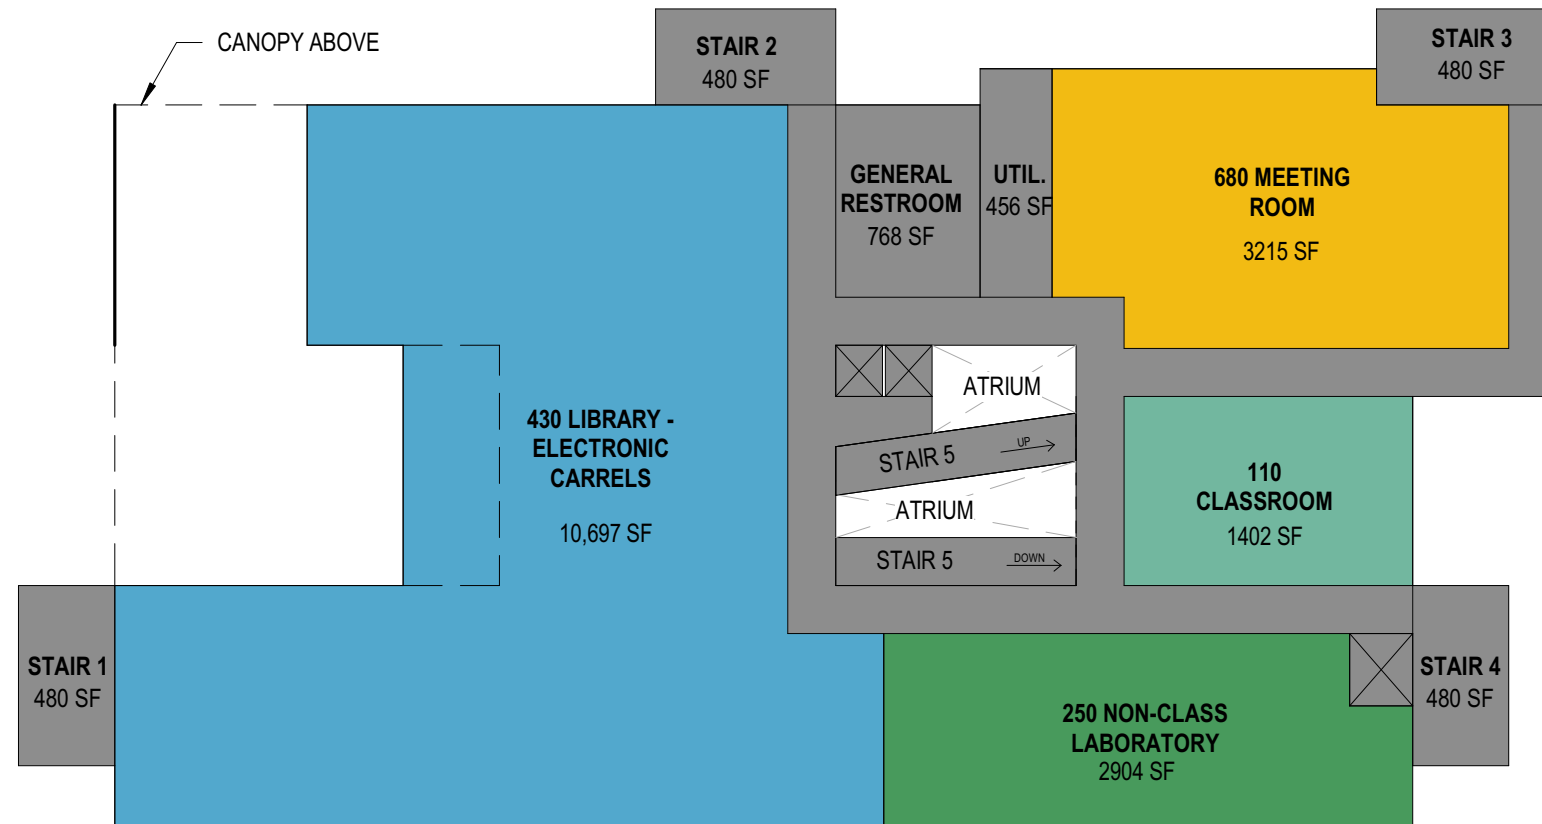 CANOPY ABOVE
STAIR 2
480 SF
STAIR 3
480 SF
GENERAL
RESTROOM
768 SF
UTIL.
456 SF
680 MEETING
ROOM
3215 SF
ATRIUM
430 LIBRARY -
ELECTRONIC
CARRELS
10,697 SF
STAIR 5
UP
ATRIUM
STAIR 5
DOWN
110
CLASSROOM
1402 SF
STAIR 1
480 SF
STAIR 4
480 SF
250 NON-CLASS
LABORATORY
2904 SF